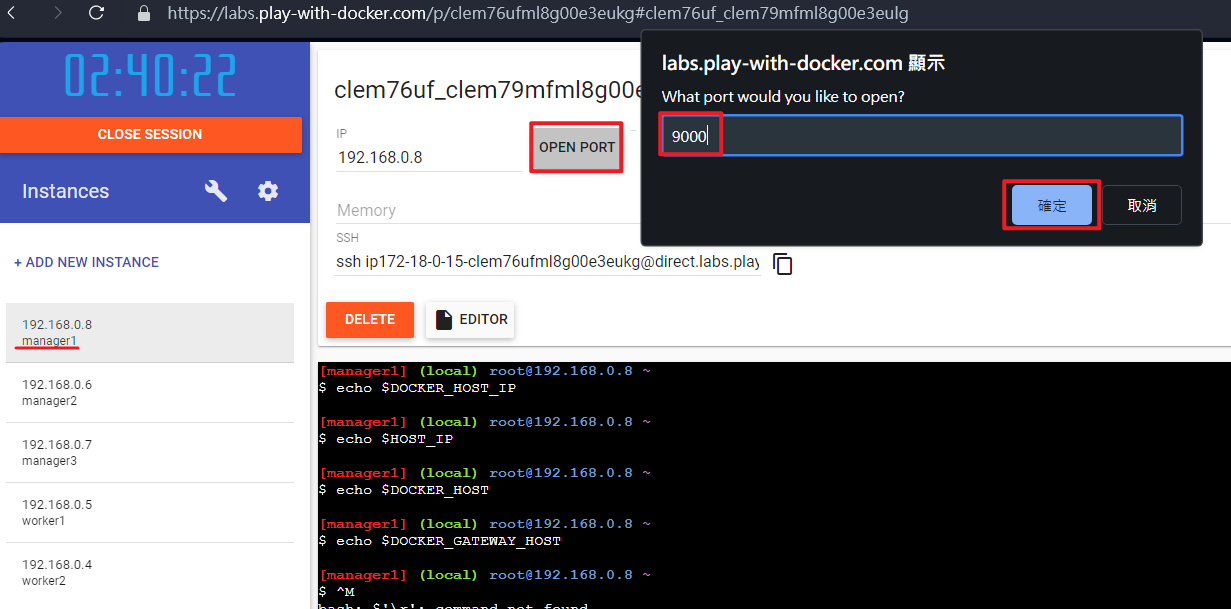 https://labs.play-with-docker.com/p/clem76ufml8g00e3eukg#clem76uf_clem79mfml8g00e3eulg
02:40:22
CLOSE SESSION
Instances
+ ADD NEW INSTANCE
192.168.0.8
manager1
192.168.0.6
manager2
192.168.0.7
manager3
192.168.0.5
worker1
192.168.0.4
worker2
clem76uf_clem79mfml8g00e
IP
192.168.0.8
OPEN PORT
Memory
SSH
ssh ip172-18-0-15-clem76ufml8g00e3eukg@direct.labs.play
DELETE
EDITOR
labs.play-with-docker.com 顯示
What port would you like to open?
9000
確定
取消
[manager1] (local) root@192.168.0.8 ~
$ echo $DOCKER_HOST_IP
[manager1] (local) root@192.168.0.8 ~
$ echo $HOST_IP
[manager1] (local) root@192.168.0.8 ~
$ echo $DOCKER_HOST
[manager1] (local) root@192.168.0.8 ~
$ echo $DOCKER_GATEWAY_HOST
[manager1] (local) root@192.168.0.8 ~
$ ^M
bash: $'\r': command not found